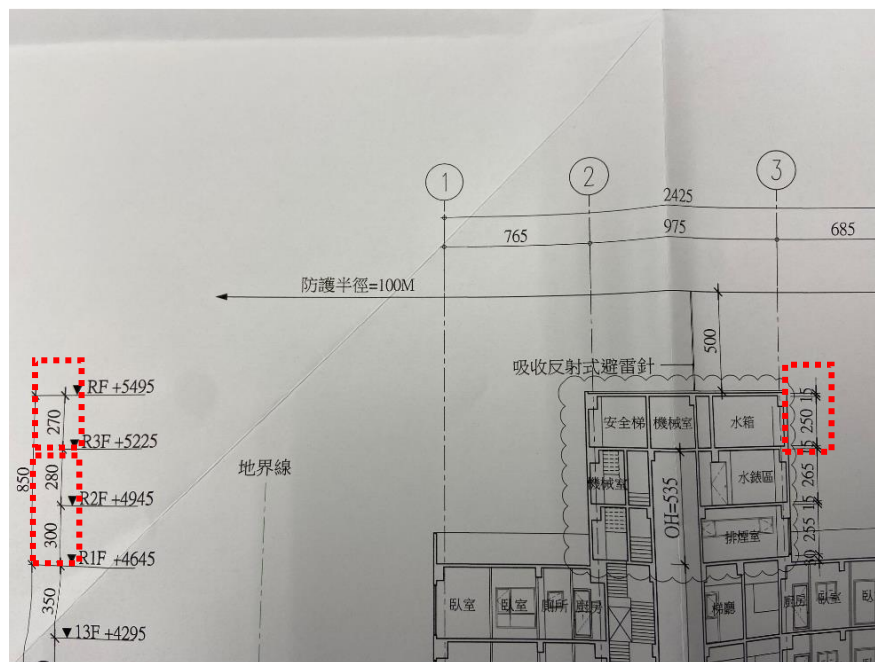 1
2
3
2425
765
975
685
防護半徑=100M
500
吸收反射式避雷針
RF +5495
270
R3F +5225
280
850
R2F +4945
300
R1F +4645
350
13F +4295
地界線
安全梯
機械室
水箱
機械室
水錶區
OH=535
排煙室
15
250
15
265
15
255
30
臥室
臥室
廁所
廚房
梯廳
廚房
臥室